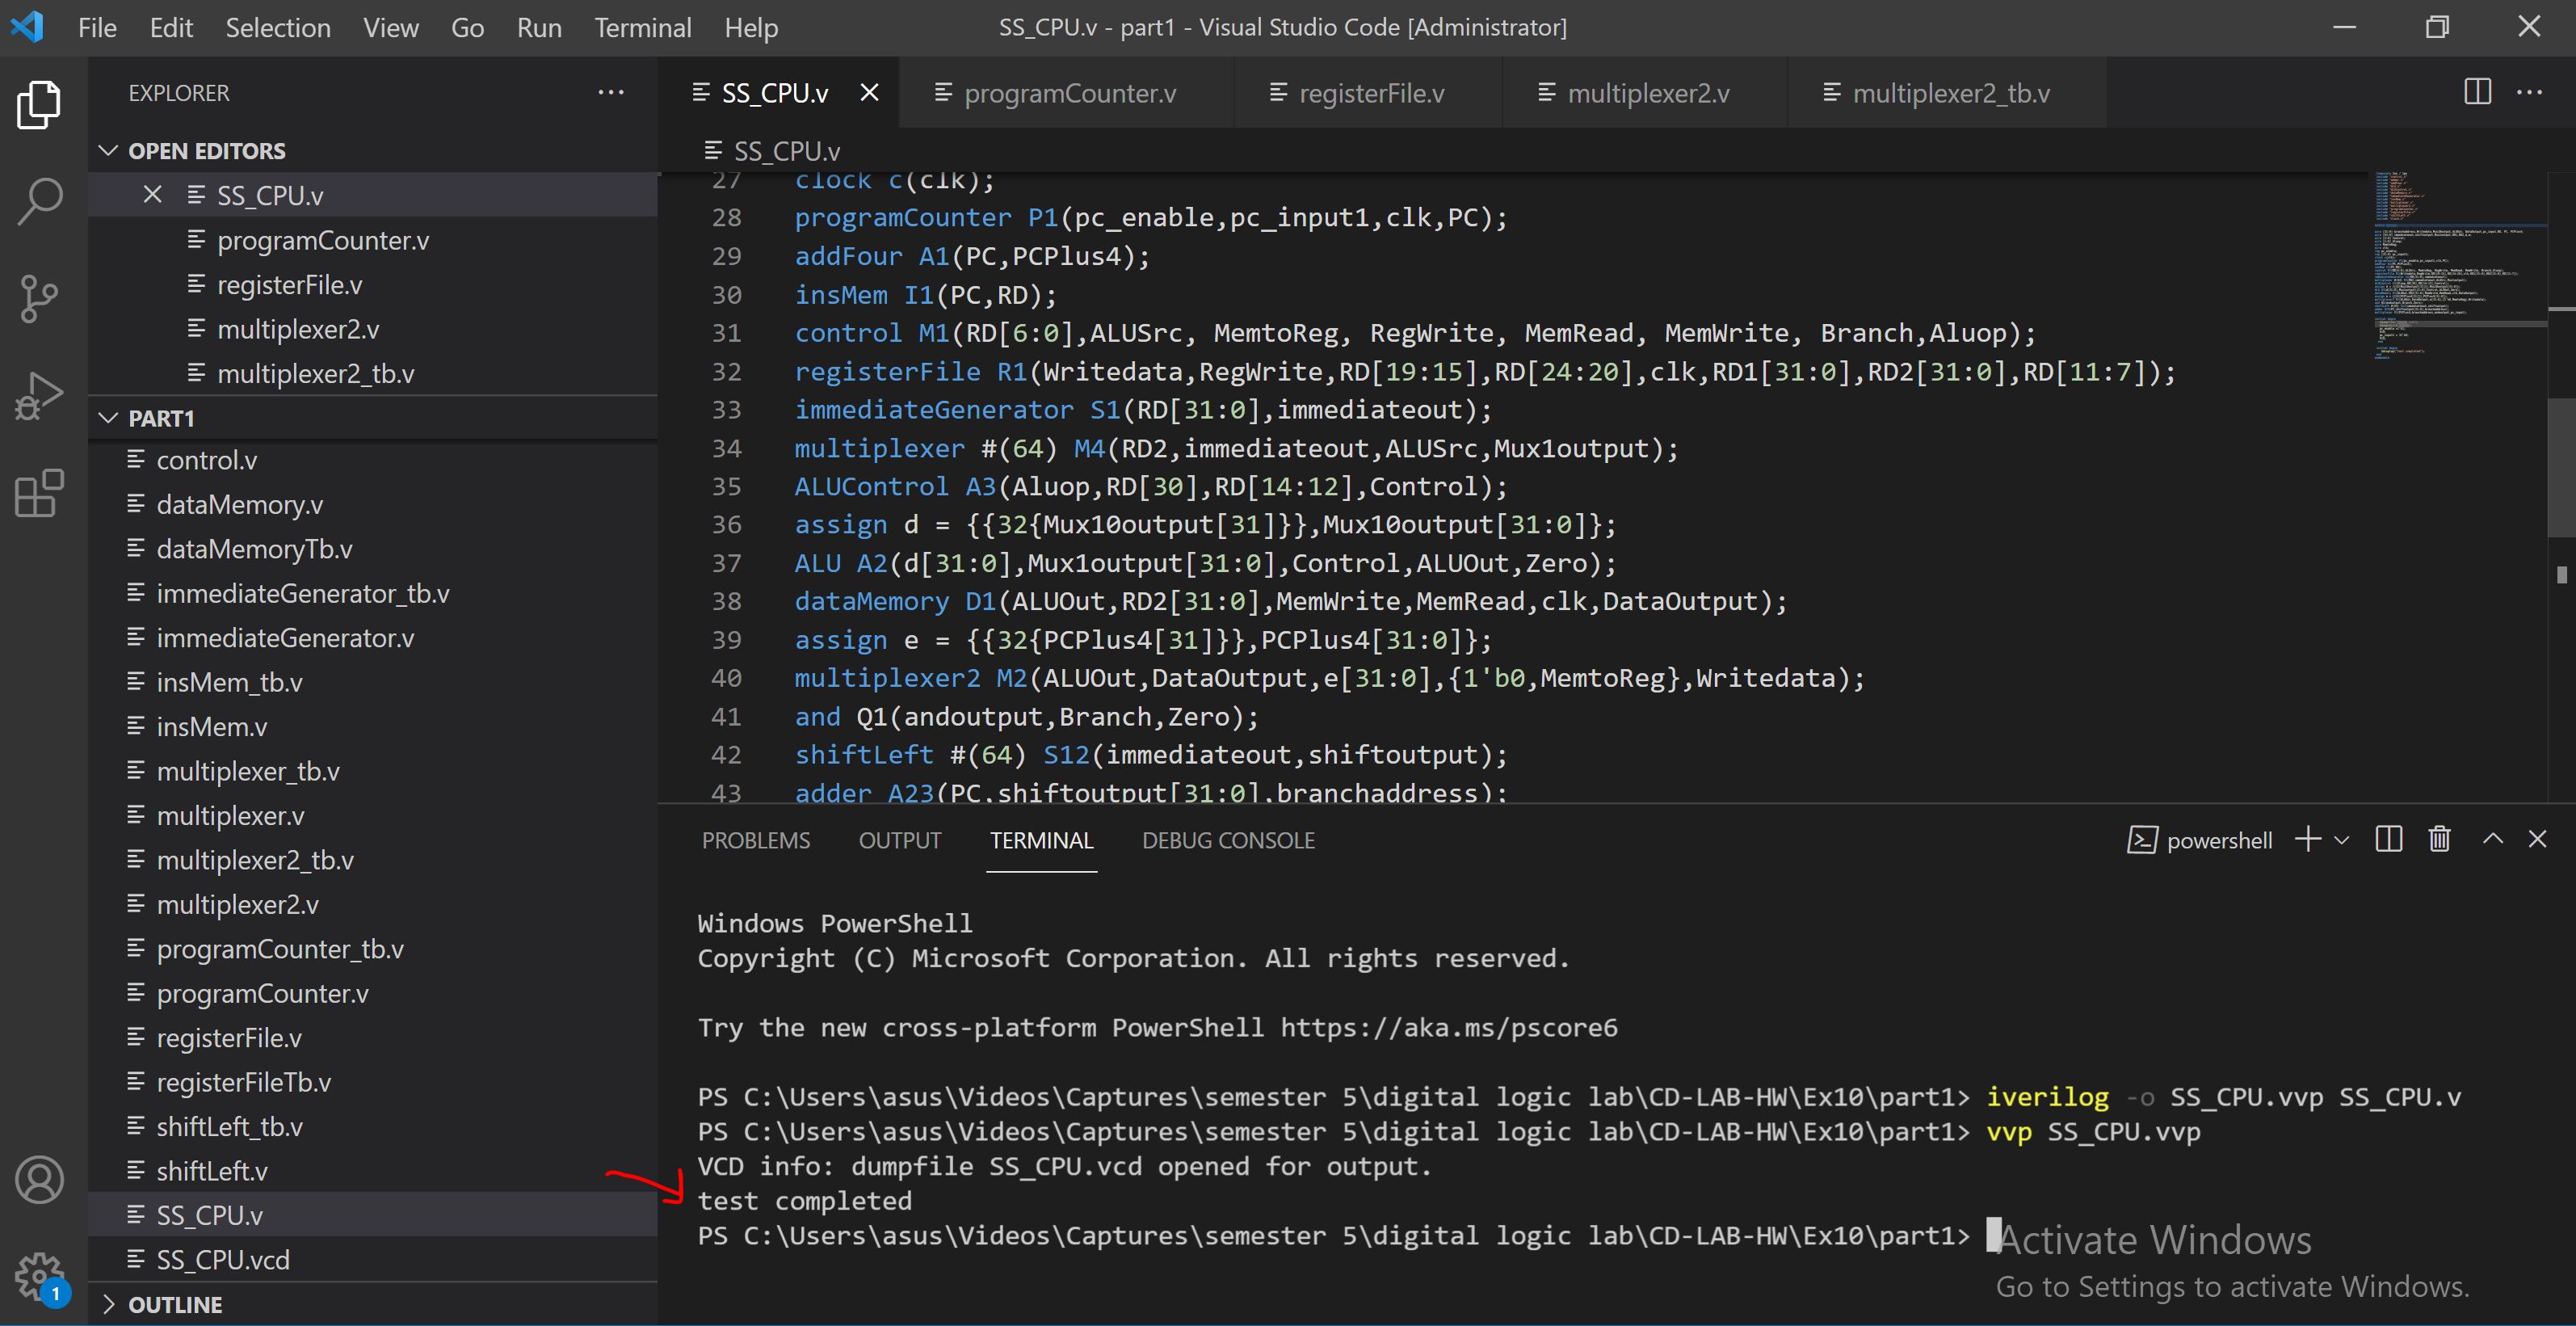 File Edit Selection View Go Run Terminal Help
SS_CPU.v - part1 - Visual Studio Code [Administrator]
EXPLORER
OPEN EDITORS
SS_CPU.v
programCounter.v
registerFile.v
multiplexer2.v
multiplexer2_tb.v
PART1
control.v
dataMemory.v
dataMemoryTb.v
immediateGenerator_tb.v
immediateGenerator.v
insMem_tb.v
insMem.v
multiplexer_tb.v
multiplexer.v
multiplexer2_tb.v
multiplexer2.v
programCounter_tb.v
programCounter.v
registerFile.v
registerFileTb.v
shiftLeft_tb.v
shiftLeft.v
SS_CPU.v
SS_CPU.vcd
OUTLINE
1
SS_CPU.v programCounter.v registerFile.v multiplexer2.v multiplexer2_tb.v
SS_CPU.v
27 clock c(clk);
28 programCounter P1(pc_enable,pc_input1,clk,PC);
29 addFour A1(PC,PCPlus4);
30 insMem I1(PC,RD);
31 control M1(RD[6:0],ALUSrc, MemtoReg, RegWrite, MemRead, MemWrite, Branch,Aluop);
32 registerFile R1(Writedata,RegWrite,RD[19:15],RD[24:20],clk,RD1[31:0],RD2[31:0],RD[11:7]);
33 immediateGenerator S1(RD[31:0],immediateout);
34 multiplexer #(64) M4(RD2,immediateout,ALUSrc,Mux1output);
35 ALUControl A3(Aluop,RD[30],RD[14:12],Control);
36 assign d = {{32{Mux10output[31]}},Mux10output[31:0]};
37 ALU A2(d[31:0],Mux1output[31:0],Control,ALUOut,Zero);
38 dataMemory D1(ALUOut,RD2[31:0],MemWrite,MemRead,clk,DataOutput);
39 assign e = {{32{PCPlus4[31]}},PCPlus4[31:0]};
40 multiplexer2 M2(ALUOut,DataOutput,e[31:0],{1'b0,MemtoReg},Writedata);
41 and Q1(andoutput,Branch,Zero);
42 shiftLeft #(64) S12(immediateout,shiftoutput);
43 adder A23(PC,shiftoutput[31:0],branchaddress);
PROBLEMS OUTPUT TERMINAL DEBUG CONSOLE
powershell
Windows PowerShell
Copyright (C) Microsoft Corporation. All rights reserved.
Try the new cross-platform PowerShell https://aka.ms/pscore6
PS C:\Users\asus\Videos\Captures\semester 5\digital logic lab\CD-LAB-HW\Ex10\part1> iverilog -o SS_CPU.vvp SS_CPU.v
PS C:\Users\asus\Videos\Captures\semester 5\digital logic lab\CD-LAB-HW\Ex10\part1> vvp SS_CPU.vvp
VCD info: dumpfile SS_CPU.vcd opened for output.
test completed
PS C:\Users\asus\Videos\Captures\semester 5\digital logic lab\CD-LAB-HW\Ex10\part1>
Activate Windows
Go to Settings to activate Windows.